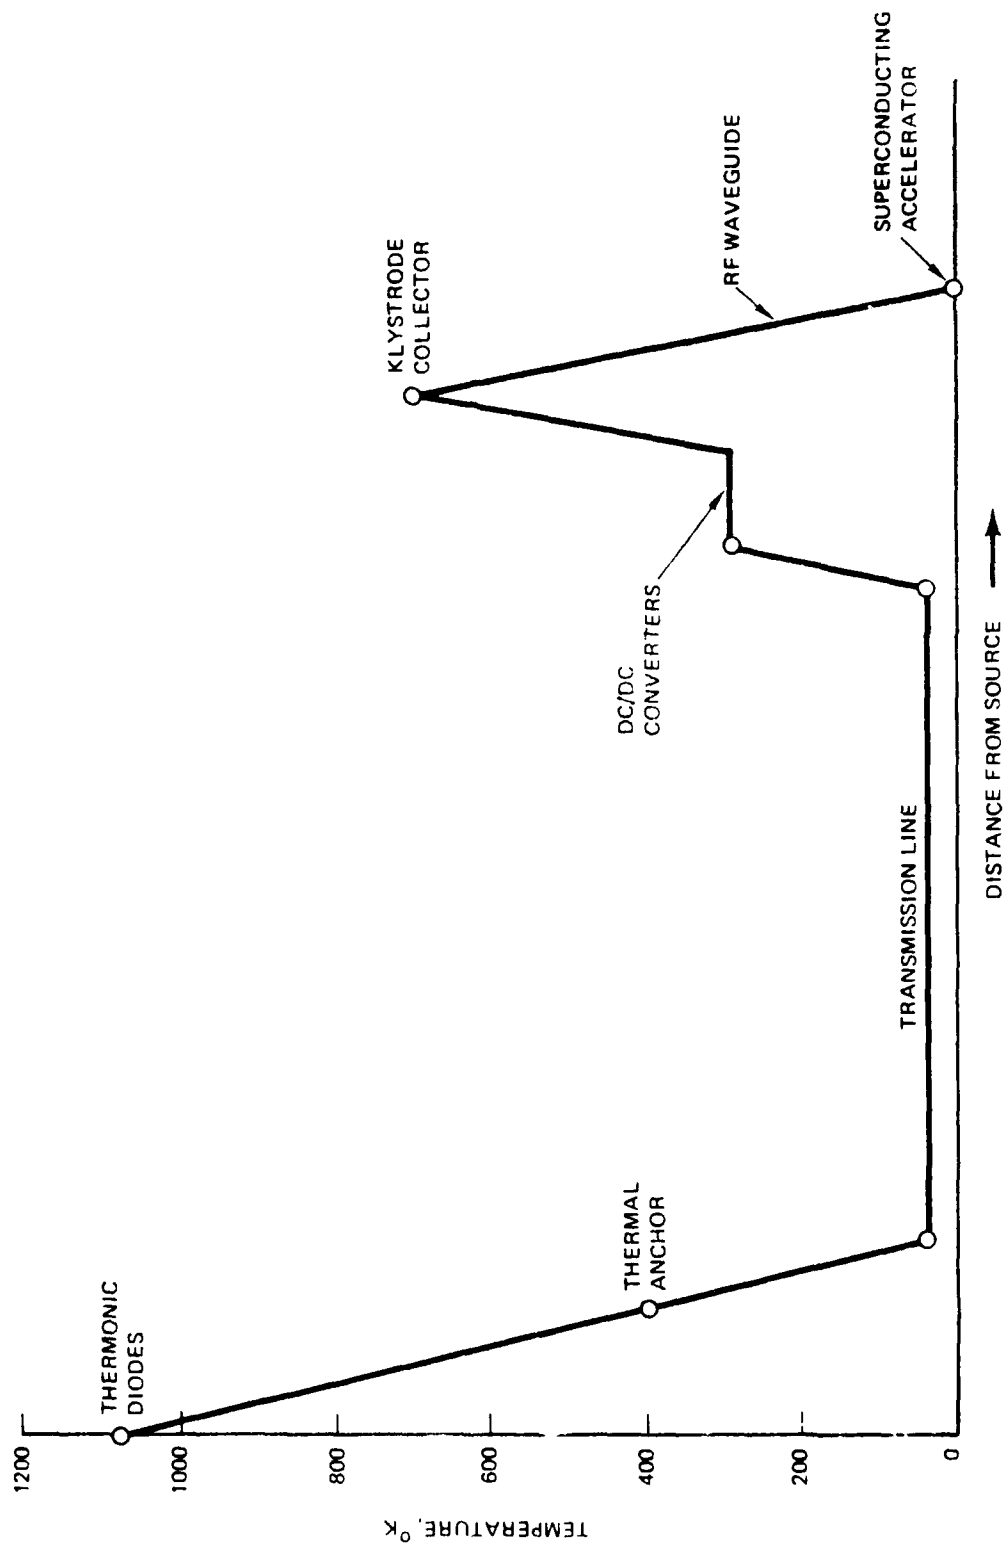 THERMONIC
DIODES
THERMAL
ANCHOR
KLYSTRODE
COLLECTOR
RF WAVEGUIDE
SUPERCONDUCTING
ACCELERATOR
DC/DC
CONVERTERS
TRANSMISSION LINE
TEMPERATURE, °K
1200
1000
800
600
400
200
0
DISTANCE FROM SOURCE